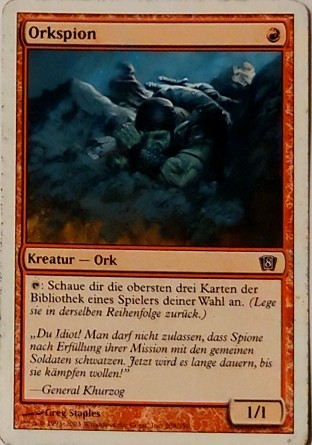 Orkspion
Kreatur — Ork
8
: Schaue dir die obersten drei Karten der
Bibliothek eines Spielers deiner Wahl an. (Lege
sie in derselben Reihenfolge zurück.)
„Du Idiot! Man darf nicht zulassen, dass Spione
nach Erfüllung ihrer Mission mit den gemeinen
Soldaten schwatzen. Jetzt wird es lange dauern, bis
sie kämpfen wollen!"
—General Khurzog
Greg Staples
1/1